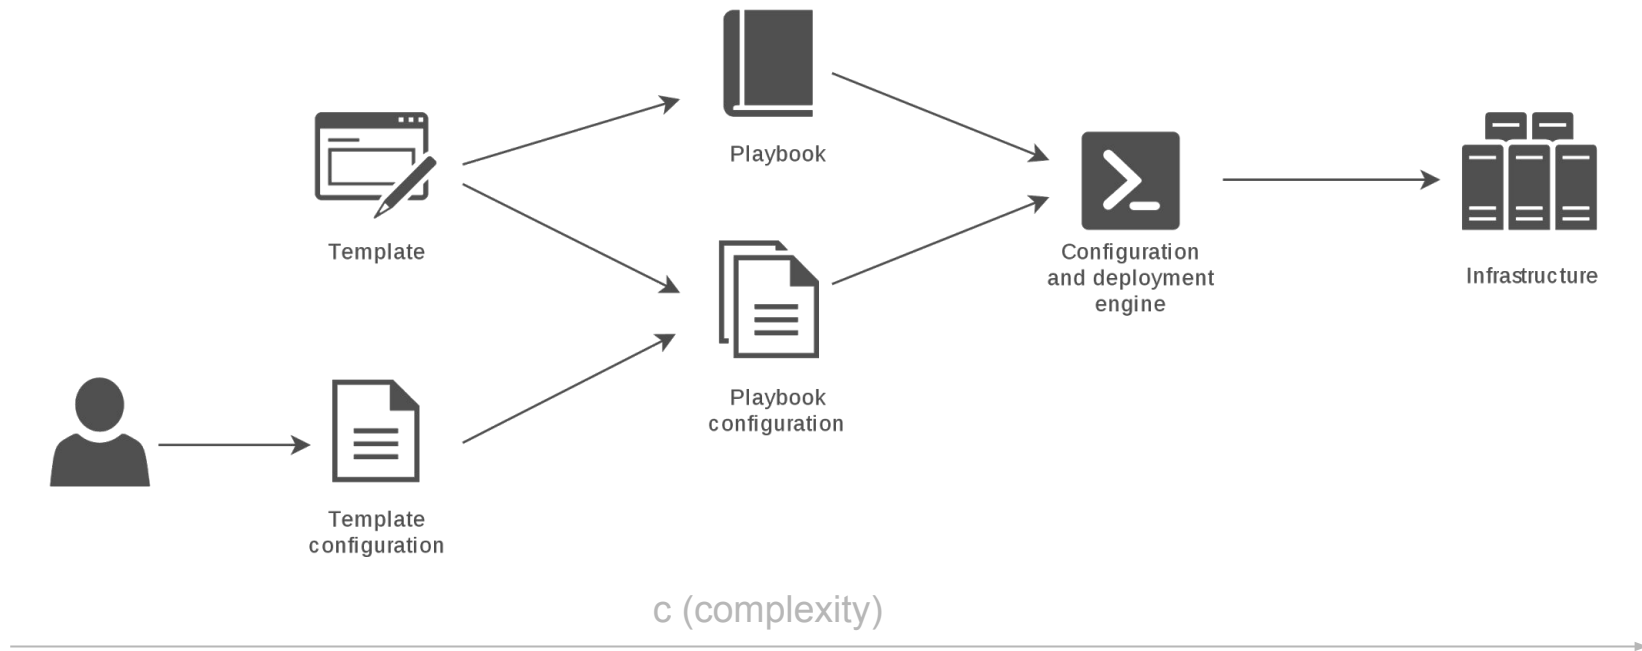 Playbook
Template
Configuration
and deployment
engine
Infrastructure
Playbook
configuration
Template
configuration
c (complexity)